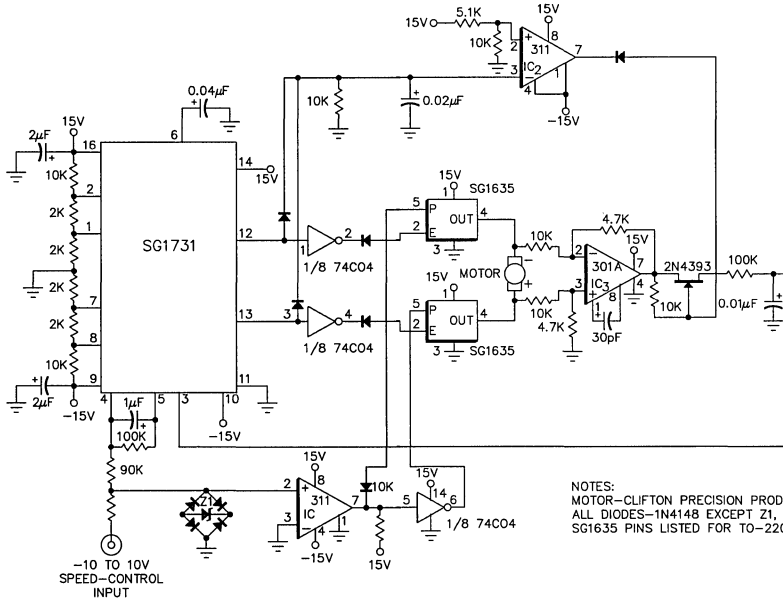 5.1K
15V
15V
8
+
2
311
7
10K
IC2
3
−
1
4
−15V
0.04µF
+
6
10K
+
0.02µF
2µF
15V
+
16
10K
2
2K
1
2K
2K
7
2K
8
10K
9
+
2µF
−15V
SG1731
14
15V
12
13
11
10
−15V
4
5
3
1
2
1/8 74C04
3
4
1/8 74C04
15V
1
SG1635
5
P
OUT
4
2
E
3
15V
1
5
P
OUT
4
2
E
3
SG1635
MOTOR
−
+
10K
4.7K
15V
2
−
301A
7
IC3
3
+
8
4
1
10K
4.7K
30pF
2N4393
100K
10K
0.01µF
+
1µF
+
100K
90K
Z1
15V
8
2
+
311
7
IC
3
−
1
4
−15V
10K
15V
15V
5
14
6
1/8 74C04
−10 TO 10V
SPEED−CONTROL
INPUT
NOTES:
MOTOR−CLIFTON PRECISION PROD
ALL DIODES−1N4148 EXCEPT Z1,
SG1635 PINS LISTED FOR TO−220